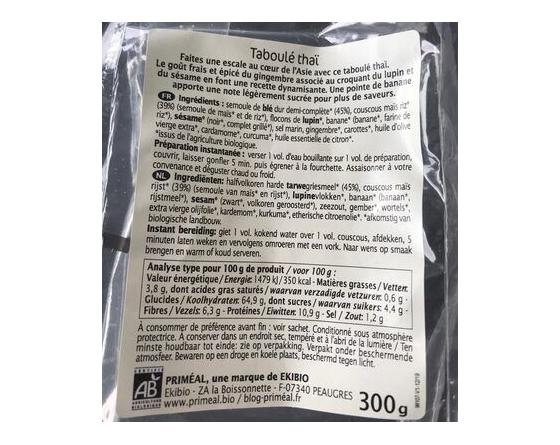 Taboulé thaï
Faites une escale au cœur de l'Asie avec ce taboulé thaï.
Le goût frais et épicé du gingembre associé au croquant du lupin et
du sésame en font une recette dynamisante. Une pointe de banane
apporte une note légèrement sucrée pour plus de saveurs.
FR Ingrédients : semoule de blé dur demi-complète* (45%), couscous maïs riz*
(39%) (semoule de maïs* et de riz*), flocons de lupin*, banane* (banane*, farine de
riz*), sésame* (noir*, complet grillé*), sel marin, gingembre*, carottes*, huile d'olive
vierge extra*, cardamome*, curcuma*, huile essentielle de citron*.
*issus de l'agriculture biologique.
Préparation instantanée : verser 1 vol. d'eau bouillante sur 1 vol. de préparation,
couvrir, laisser gonfler 5 min. puis égrener à la fourchette. Assaisonner à votre
convenance et déguster chaud ou froid.
NL Ingrediënten: halfvolkoren harde tarwegriesmeel* (45%), couscous maïs
rijst* (39%) (semoule van maïs* en rijst*), lupinevlokken*, banaan* (banaan*,
rijstmeel*), sesam* (zwart*, volkoren geroosterd*), zeezout, gember*, wortels*,
extra vierge olijfolie*, kardemom*, kurkuma*, etherische citroenolie*. *afkomstig van
biologische landbouw.
Instant bereiding: giet 1 vol. kokend water over 1 vol. couscous, afdekken, 5
minuten laten weken en vervolgens omroeren met een vork. Naar wens op smaak
brengen en warm of koud serveren.
Analyse type pour 100 g de produit / voor 100 g :
Valeur énergétique / Energie: 1479 kJ / 350 kcal - Matières grasses / Vetten:
3,8 g, dont acides gras saturés / waarvan verzadigde vetzuren: 0,6 g -
Glucides / Koolhydraten: 64,9 g, dont sucres / waarvan suikers: 4,4 g -
Fibres / Vezels: 6,3 g - Protéines / Eiwitten: 10,9 g - Sel / Zout: 1,2 g
À consommer de préférence avant fin : voir sachet. Conditionné sous atmosphère
protectrice. A conserver dans un endroit sec, tempéré et à l'abri de la lumière / Ten
minste houdbaar tot einde: zie op verpakking. Verpakt onder beschermende
atmosfeer. Bewaren op een droge en koele plaats, beschermd tegen licht.
CERTIFIÉ
AB
AGRICULTURE
BIOLOGIQUE
PRIMÉAL, une marque de EKIBIO
Ekibio - ZA la Boissonnette - F-07340 PEAUGRES
www.primeal.bio / blog-priméal.fr
300g